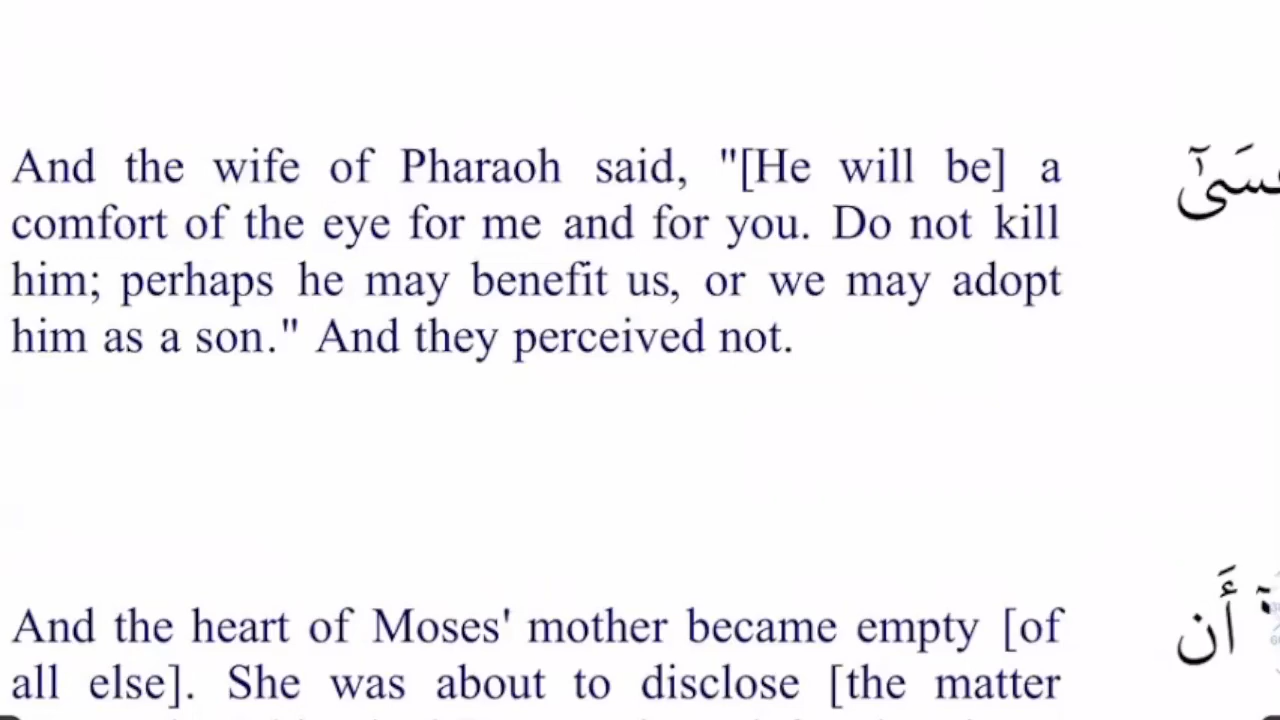 And the wife of Pharaoh said, "[He will be] a
comfort of the eye for me and for you. Do not kill
him; perhaps he may benefit us, or we may adopt
him as a son." And they perceived not.
عَسَىٰٓ
And the heart of Moses' mother became empty [of
all else]. She was about to disclose [the matter
أَن